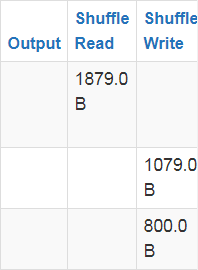 Output
Shuffle
Read
Shuffle
Write
1879.0
B
1079.0
B
800.0
B